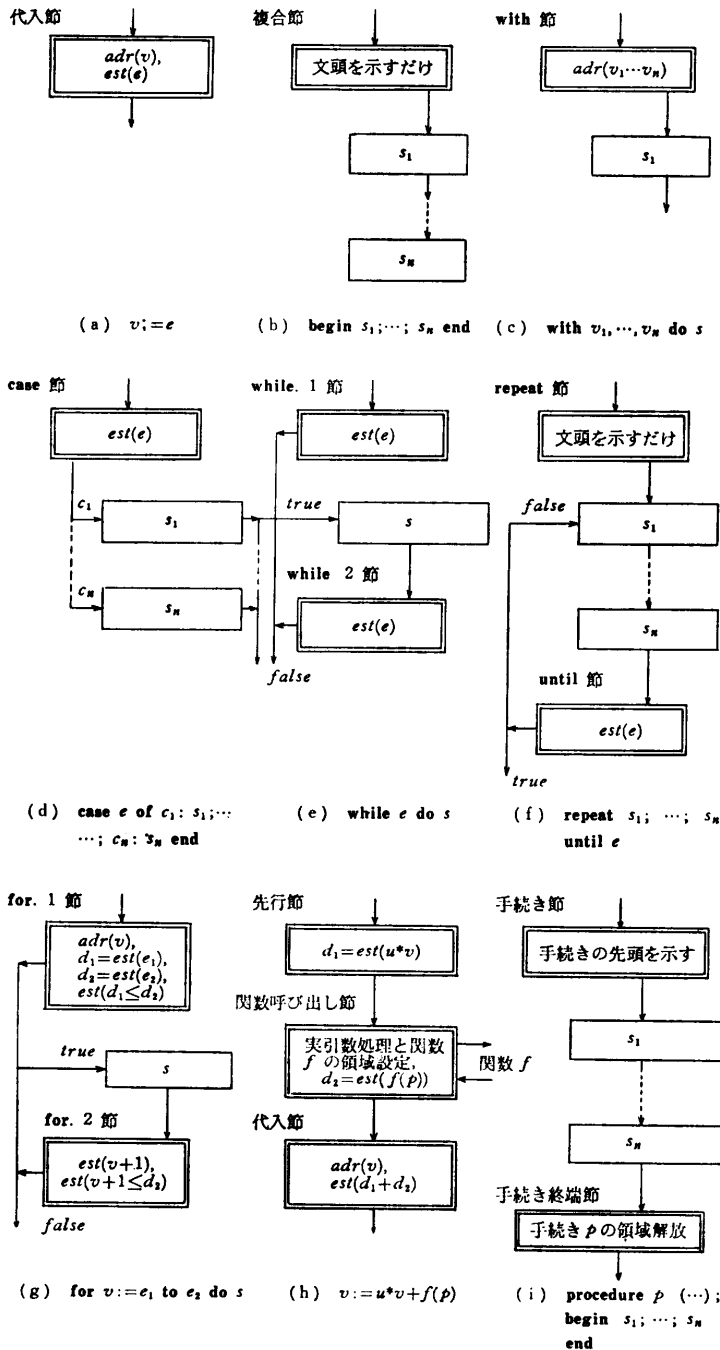 代入節
adr(v),
est(e)
(a) v:=e
複合節
文頭を示すだけ
s₁
sₙ
(b) begin s₁;…; sₙ end
with 節
adr(v₁…vₙ)
s₁
(c) with v₁,…,vₙ do s
case 節
est(e)
c₁
s₁
cₙ
sₙ
(d) case e of c₁: s₁;…
…; cₙ: sₙ end
while. 1 節
est(e)
true
s
while 2 節
est(e)
false
(e) while e do s
repeat 節
文頭を示すだけ
false
s₁
sₙ
until 節
est(e)
true
(f) repeat s₁; …; sₙ
until e
for. 1 節
adr(v),
d₁=est(e₁),
d₂=est(e₂),
est(d₁≤d₂)
true
s
for. 2 節
est(v+1),
est(v+1≤d₂)
false
(g) for v:=e₁ to e₂ do s
先行節
d₁=est(u*v)
関数呼び出し節
実引数処理と関数
f の領域設定,
d₂=est(f(p))
関数 f
代入節
adr(v),
est(d₁+d₂)
(h) v:=u*v+f(p)
手続き節
手続きの先頭を示す
s₁
sₙ
手続き終端節
手続き p の領域解放
(i) procedure p (…);
begin s₁; …; sₙ
end